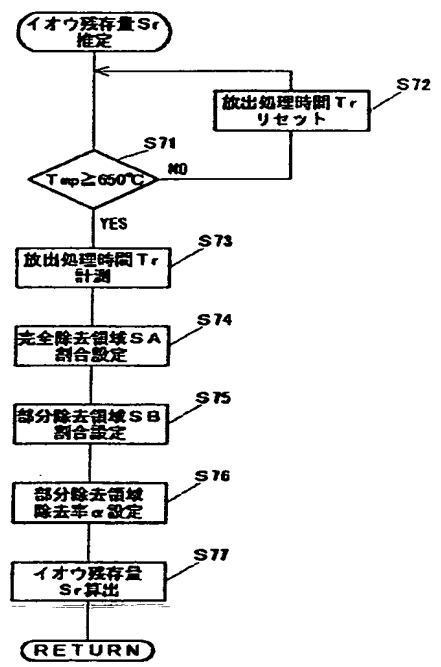 イオウ残存量Sr
推定
S72
放出処理時間Tr
リセット
S71
Tmp≧650℃
NO
YES
S73
放出処理時間Tr
計測
S74
完全除去領域SA
割合設定
S75
部分除去領域SB
割合設定
S76
部分除去領域
除去率α設定
S77
イオウ残存量
Sr算出
RETURN